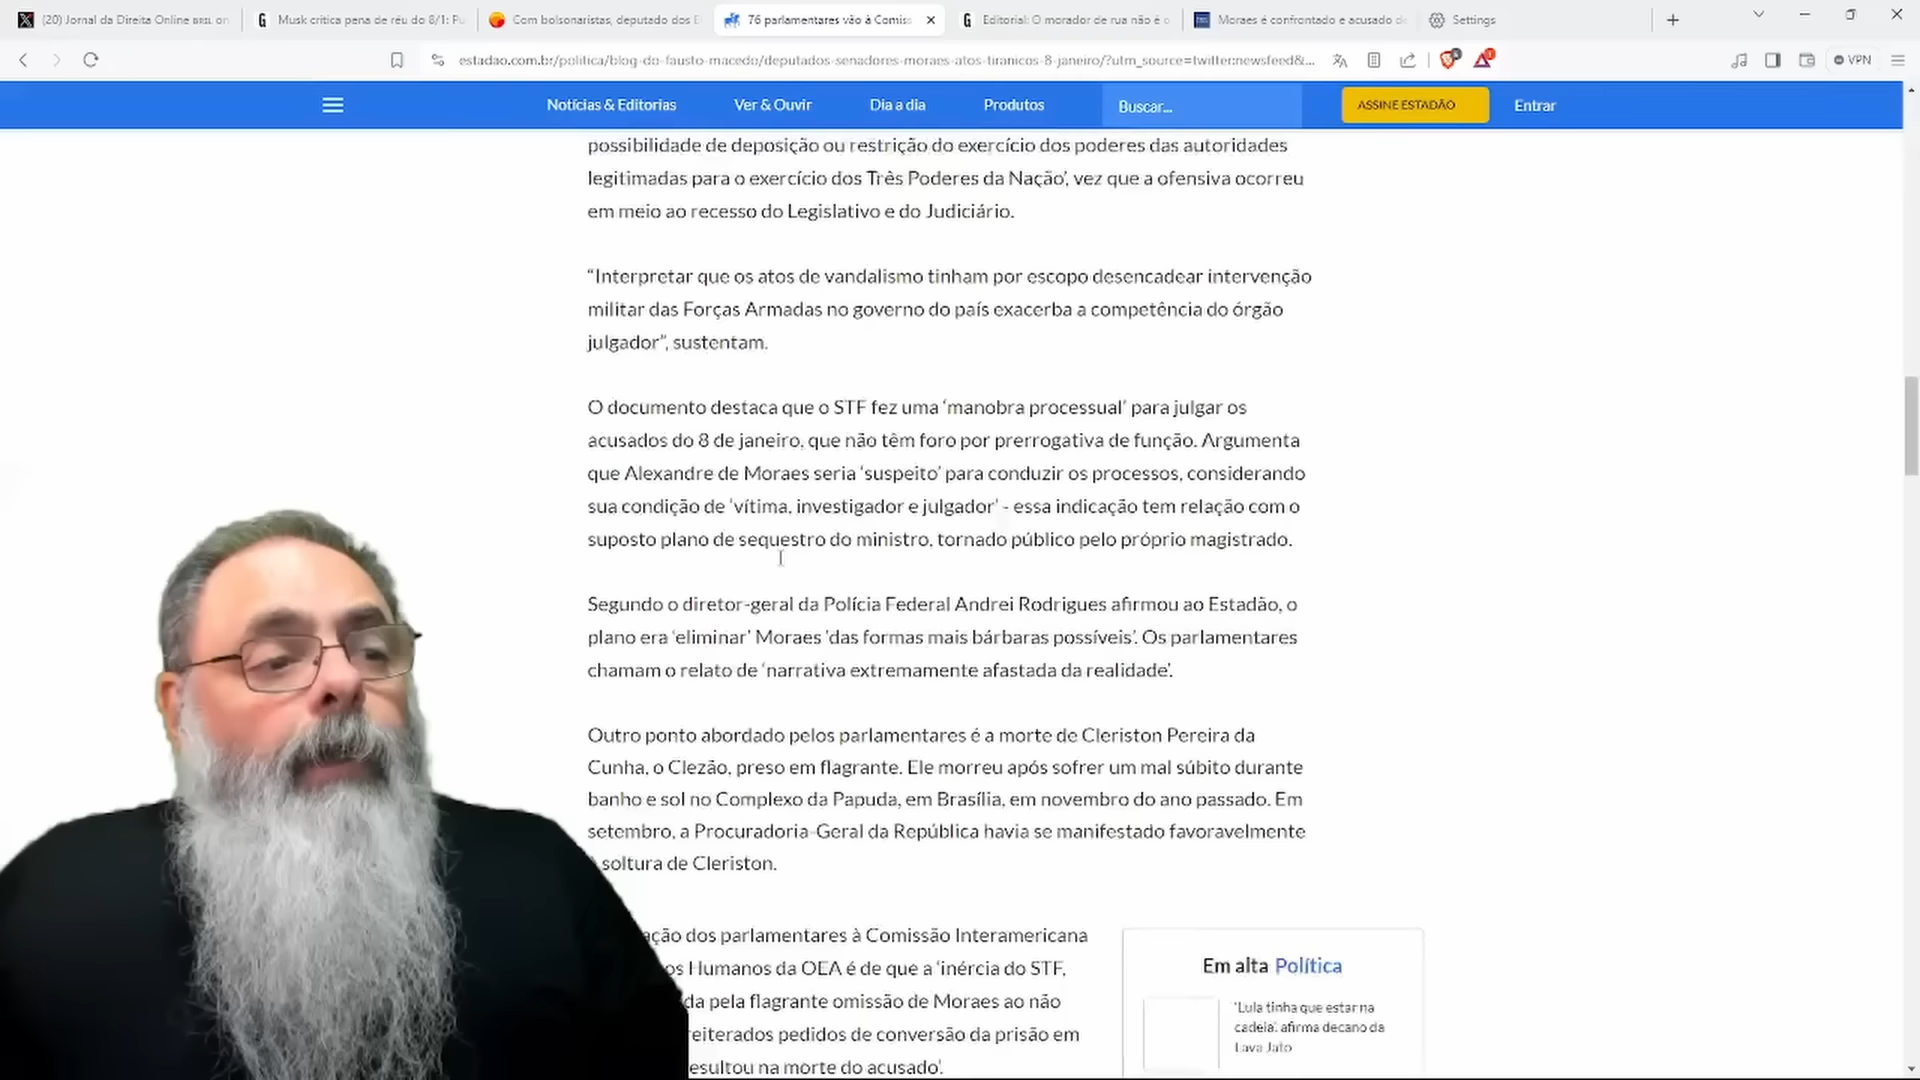 (20) Jornal da Direita Online
Musk critica pena de réu do 8/1:
Com bolsonaristas, deputado dos
76 parlamentares vão à Comiss
Editorial: O morador de rua não é o
Moraes é confrontado e acusado de
Settings
estadao.com.br/politica/blog-do-fausto-macedo/deputados-senadores-moraes-atos-tiranicos-8-janeiro/?utm_source=twitter:newsfeed&...
VPN
Notícias & Editorias
Ver & Ouvir
Dia a dia
Produtos
Buscar...
ASSINE ESTADÃO
Entrar
possibilidade de deposição ou restrição do exercício dos poderes das autoridades
legitimadas para o exercício dos Três Poderes da Nação’, vez que a ofensiva ocorreu
em meio ao recesso do Legislativo e do Judiciário.
“Interpretar que os atos de vandalismo tinham por escopo desencadear intervenção
militar das Forças Armadas no governo do país exacerba a competência do órgão
julgador”, sustentam.
O documento destaca que o STF fez uma ‘manobra processual’ para julgar os
acusados do 8 de janeiro, que não têm foro por prerrogativa de função. Argumenta
que Alexandre de Moraes seria ‘suspeito’ para conduzir os processos, considerando
sua condição de ‘vítima, investigador e julgador’ - essa indicação tem relação com o
suposto plano de sequestro do ministro, tornado público pelo próprio magistrado.
Segundo o diretor-geral da Polícia Federal Andrei Rodrigues afirmou ao Estadão, o
plano era ‘eliminar’ Moraes ‘das formas mais bárbaras possíveis’. Os parlamentares
chamam o relato de ‘narrativa extremamente afastada da realidade’.
Outro ponto abordado pelos parlamentares é a morte de Cleriston Pereira da
Cunha, o Clezão, preso em flagrante. Ele morreu após sofrer um mal súbito durante
banho e sol no Complexo da Papuda, em Brasília, em novembro do ano passado. Em
setembro, a Procuradoria-Geral da República havia se manifestado favoravelmente
soltura de Cleriston.
ação dos parlamentares à Comissão Interamericana
os Humanos da OEA é de que a ‘inércia do STF,
da pela flagrante omissão de Moraes ao não
reiterados pedidos de conversão da prisão em
esultou na morte do acusado’.
Em alta Política
‘Lula tinha que estar na
cadeia’, afirma decano da
Lava Jato